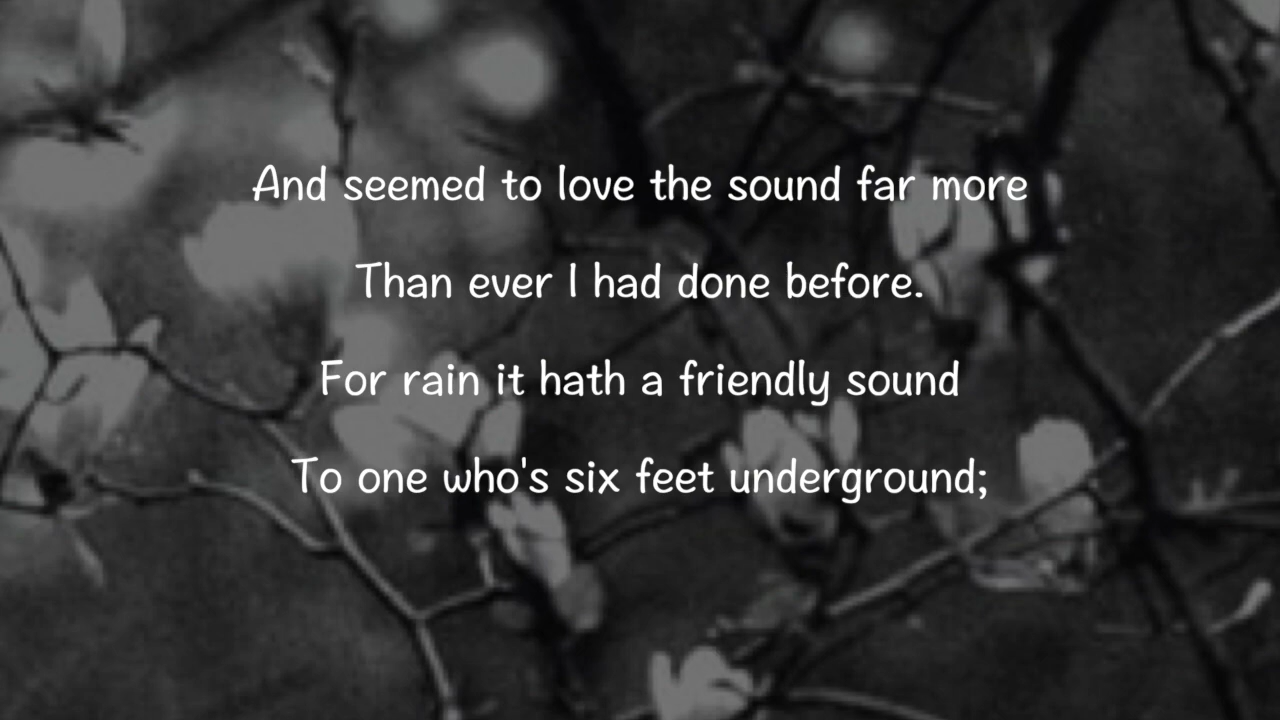 And seemed to love the sound far more
Than ever I had done before.
For rain it hath a friendly sound
To one who's six feet underground;